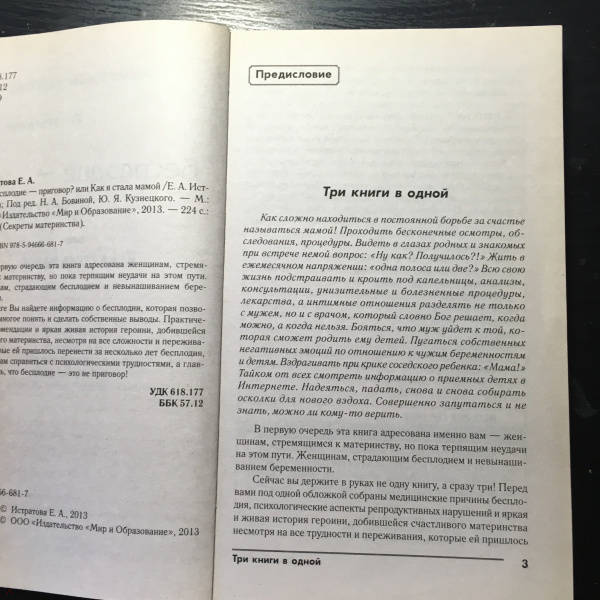 8.177
12
Истратова Е. А.
сплодие — приговор? или Как я стала мамой /Е. А. Ист-
Под ред. Н. А. Бовиной, Ю. Я. Кузнецкого. — М.:
Издательство «Мир и Образование», 2013. — 224 с.:
(Секреты материнства).
978-5-94666-681-7
первую очередь эта книга адресована женщинам, стремя-
материнству, но пока терпящим неудачи на этом пути.
страдающим бесплодием и невынашиванием бере-
Вы найдете информацию о бесплодии, которая позво-
многое понять и сделать собственные выводы. Практиче-
и яркая живая история героини, добившейся
материнства, несмотря на все сложности и пережива-
ей пришлось перенести за несколько лет бесплодия,
справиться с психологическими трудностями, а глав-
что бесплодие — это не приговор!
УДК 618.177
ББК 57.12
66-681-7
© Истратова Е. А., 2013
© ООО «Издательство «Мир и Образование», 2013
Предисловие
Три книги в одной
Как сложно находиться в постоянной борьбе за счастье
называться мамой! Проходить бесконечные осмотры, об-
следования, процедуры. Видеть в глазах родных и знакомых
при встрече немой вопрос: «Ну как? Получилось?!» Жить в
ежемесячном напряжении: «одна полоса или две?» Всю свою
жизнь подстраивать и кроить под капельницы, анализы,
консультации, унизительные и болезненные процедуры,
лекарства, а интимные отношения разделять не только
с мужем, но и с врачом, который словно Бог решает, когда
можно, а когда нельзя. Бояться, что муж уйдет к той, ко-
торая сможет родить ему детей. Пугаться собственных
негативных эмоций по отношению к чужим беременностям
и детям. Вздрагивать при крике соседского ребенка: «Мама!»
Тайком от всех смотреть информацию о приемных детях в
Интернете. Надеяться, падать, снова и снова собирать
осколки для нового вздоха. Совершенно запутаться и не
знать, можно ли кому-то верить.
В первую очередь эта книга адресована именно вам — жен-
щинам, стремящимся к материнству, но пока терпящим неудачи
на этом пути. Женщинам, страдающим бесплодием и невынаши-
ванием беременности.
Сейчас вы держите в руках не одну книгу, а сразу три! Перед
вами под одной обложкой собраны медицинские причины беспло-
дия, психологические аспекты репродуктивных нарушений и яркая
и живая история героини, добившейся счастливого материнства
несмотря на все трудности и переживания, которые ей пришлось
Три книги в одной 3